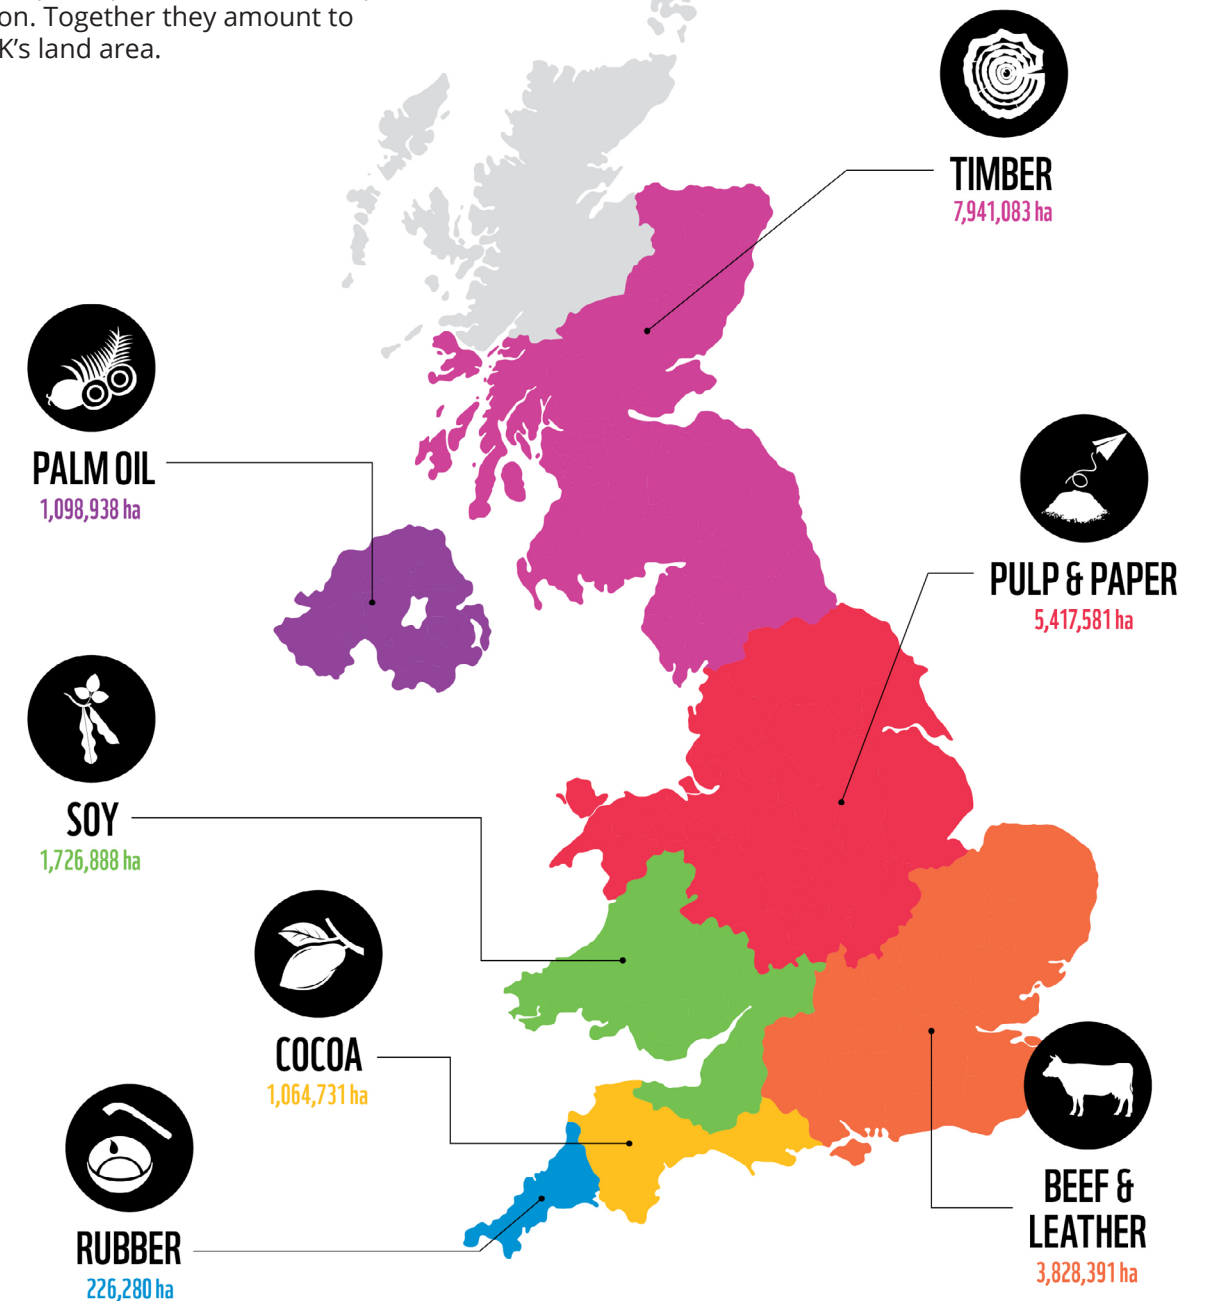 on. Together they amount to
K’s land area.
TIMBER
7,941,083 ha
PALM OIL
1,098,938 ha
PULP & PAPER
5,417,581 ha
SOY
1,726,888 ha
COCOA
1,064,731 ha
BEEF &
LEATHER
3,828,391 ha
RUBBER
226,280 ha